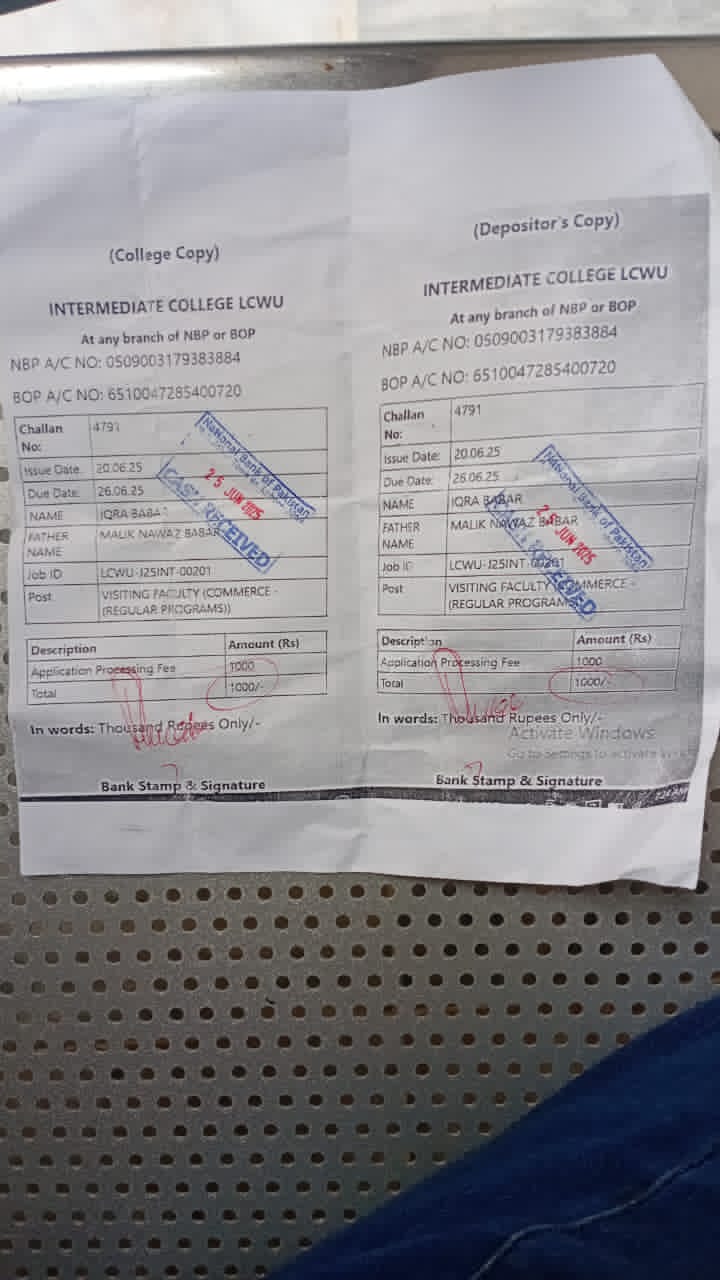 (College Copy)
INTERMEDIATE COLLEGE LCWU
At any branch of NBP or BOP
NBP A/C NO: 0509003179383884
BOP A/C NO: 6510047285400720
Challan No: 4791
Issue Date: 20.06.25
Due Date: 26.06.25
NAME IQRA BABAR
FATHER NAME MALIK NAWAZ BABAR
Job ID LCWU-J25INT-00201
Post VISITING FACULTY (COMMERCE -
(REGULAR PROGRAMS))
National Bank of Pakistan
25 JUN 2025
CASH RECEIVED
Description Amount (Rs)
Application Processing Fee 1000
Total 1000/-
In words: Thousand Rupees Only/-
Bank Stamp & Signature
(Depositor's Copy)
INTERMEDIATE COLLEGE LCWU
At any branch of NBP or BOP
NBP A/C NO: 0509003179383884
BOP A/C NO: 6510047285400720
Challan No: 4791
Issue Date: 20.06.25
Due Date: 26.06.25
NAME IQRA BABAR
FATHER NAME MALIK NAWAZ BABAR
Job ID LCWU-J25INT-00201
Post VISITING FACULTY (COMMERCE -
(REGULAR PROGRAMS
National Bank of Pakistan
25 JUN 2025
CASH RECEIVED
Description Amount (Rs)
Application Processing Fee 1000
Total 1000/-
In words: Thousand Rupees Only/-
Activate Windows
Go to Settings to activate
Bank Stamp & Signature